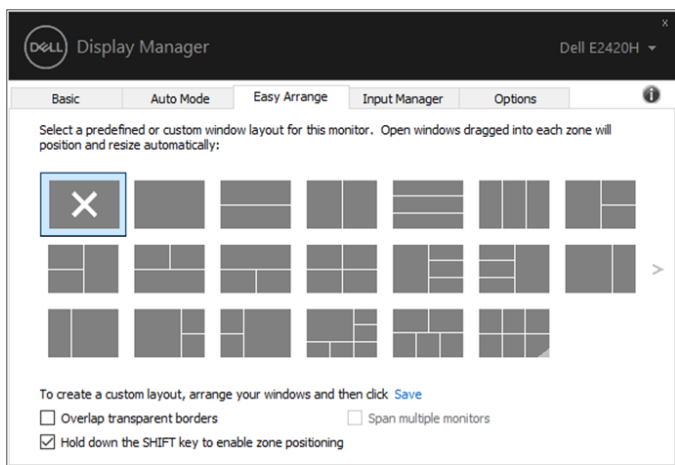 x
DELL Display Manager Dell E2420H
Basic Auto Mode Easy Arrange Input Manager Options i
Select a predefined or custom window layout for this monitor. Open windows dragged into each zone will
position and resize automatically:
>
To create a custom layout, arrange your windows and then click Save
Overlap transparent borders Span multiple monitors
Hold down the SHIFT key to enable zone positioning